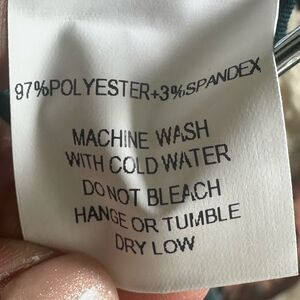 97%POLYESTER+3%SPANDEX
MACHINE WASH
WITH COLD WATER
DO NOT BLEACH
HANGE OR TUMBLE
DRY LOW